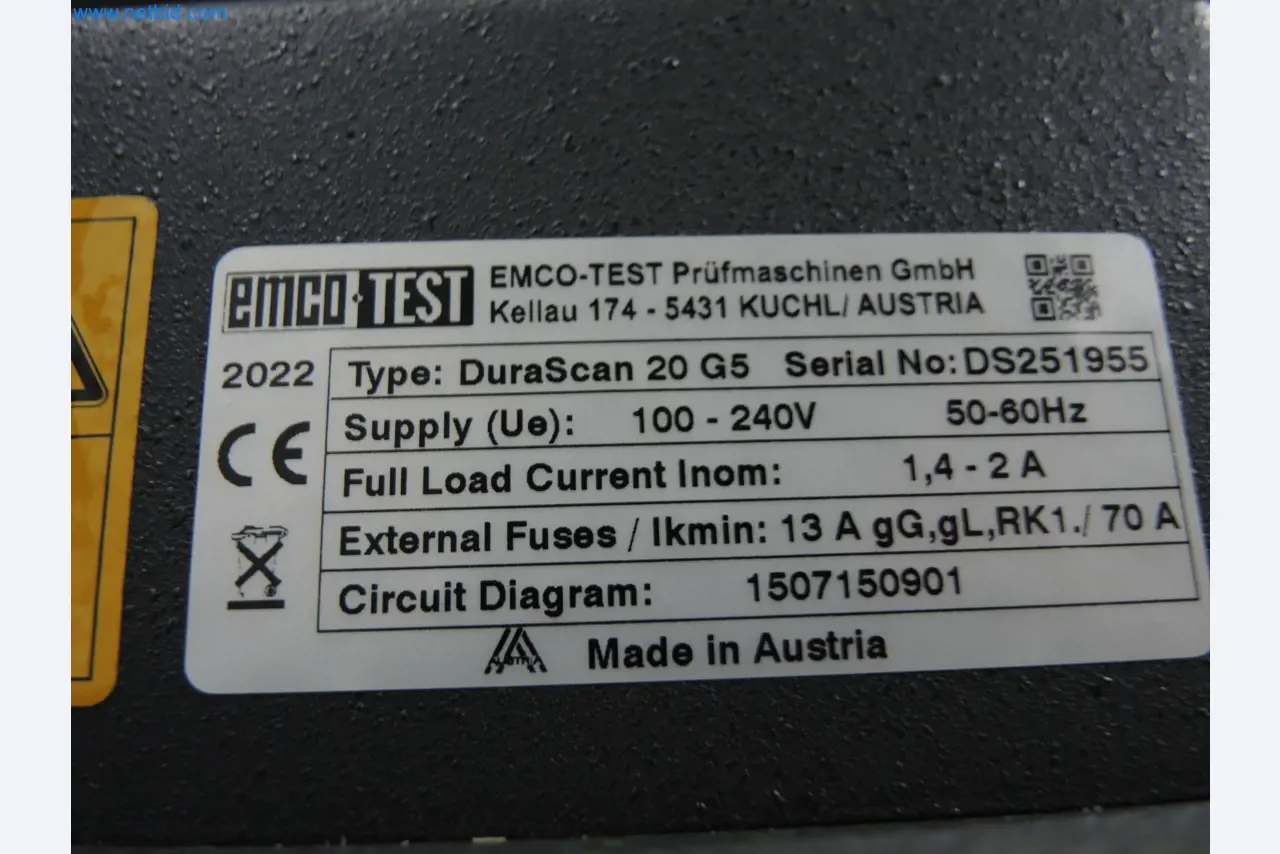 www.netbid.com
emco·TEST
EMCO-TEST Prüfmaschinen GmbH
Kellau 174 - 5431 KUCHL/ AUSTRIA
2022
Type: DuraScan 20 G5 Serial No: DS251955
Supply (Ue): 100 - 240V 50-60Hz
CE
Full Load Current Inom: 1,4 - 2 A
External Fuses / Ikmin: 13 A gG,gL,RK1./ 70 A
Circuit Diagram: 1507150901
AUSTRIA
Made in Austria